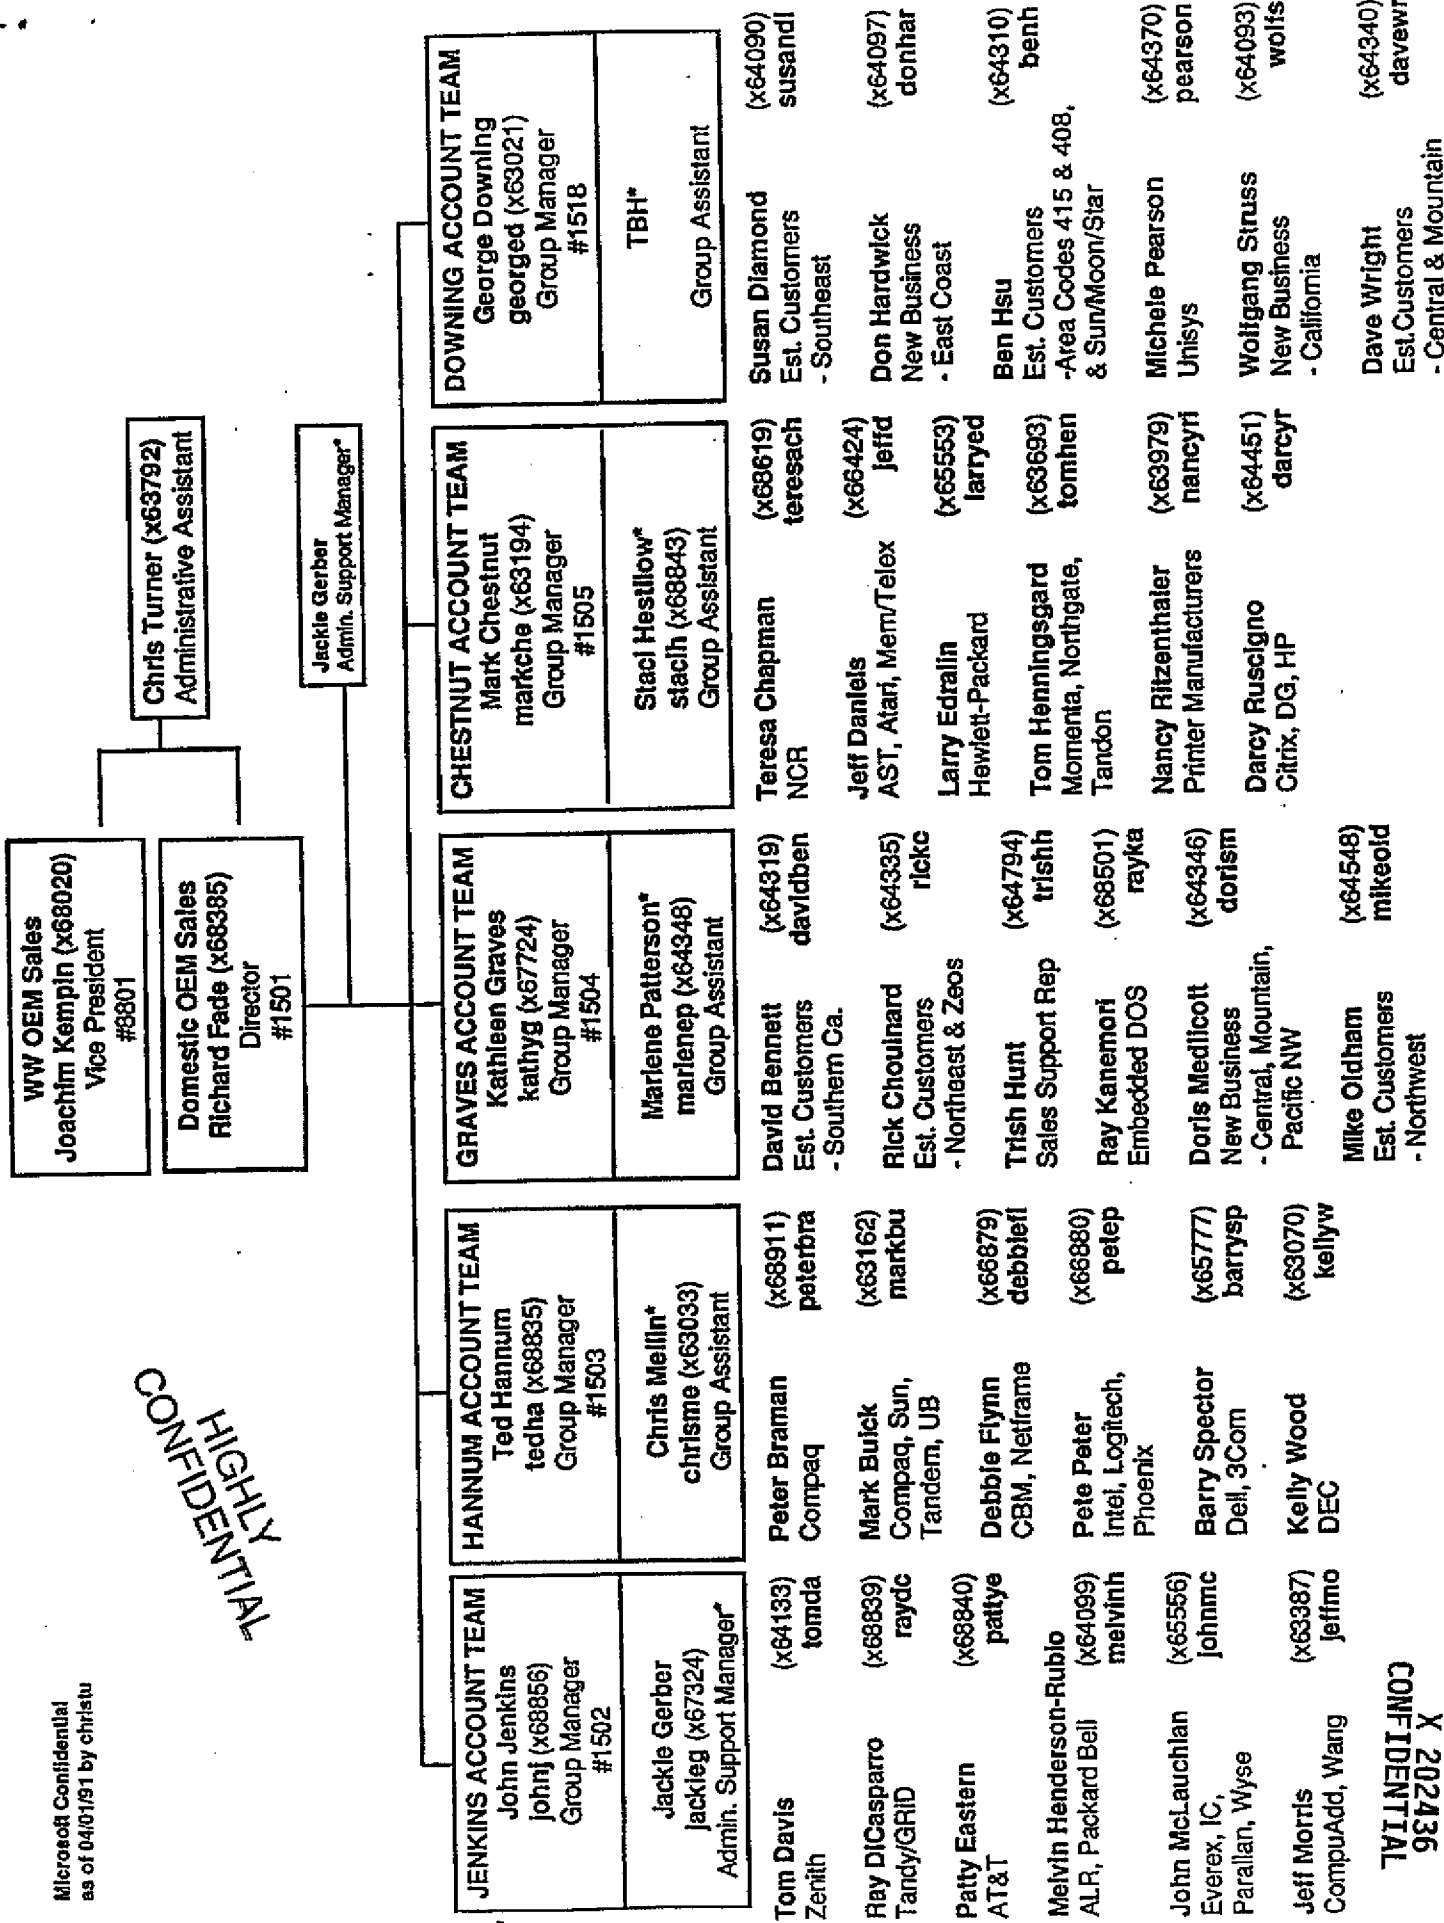 Microsoft Confidential
as of 04/01/91 by christu
HIGHLY
CONFIDENTIAL
WW OEM Sales
Joachim Kempin (x68020)
Vice President
#8801
Domestic OEM Sales
Richard Fade (x68385)
Director
#1501
Chris Turner (x63792)
Administrative Assistant
Jackie Gerber
Admin. Support Manager*
JENKINS ACCOUNT TEAM
John Jenkins
johnj (x68856)
Group Manager
#1502
Jackie Gerber
jackieg (x67324)
Admin. Support Manager*
Tom Davis (x64133)
Zenith tomda
Ray DiCasparro (x68839)
Tandy/GRiD raydc
Patty Eastern (x68840)
AT&T pattye
Melvin Henderson-Rubio
ALR, Packard Bell (x64099)
melvinh
John McLauchlan (x65556)
Everex, IC, johnmc
Parallan, Wyse
Jeff Morris (x63387)
CompuAdd, Wang jeffmo
HANNUM ACCOUNT TEAM
Ted Hannum
tedha (x68835)
Group Manager
#1503
Chris Mellin*
chrisme (x63033)
Group Assistant
Peter Braman (x68911)
Compaq peterbra
Mark Buick (x63162)
Compaq, Sun, markbu
Tandem, UB
Debbie Flynn (x66879)
CBM, Netframe debbiefl
Pete Peter (x66880)
Intel, Logitech, petep
Phoenix
Barry Spector (x65777)
Dell, 3Com barrysp
Kelly Wood (x63070)
DEC kellyw
GRAVES ACCOUNT TEAM
Kathleen Graves
kathyg (x67724)
Group Manager
#1504
Marlene Patterson*
marlenep (x64348)
Group Assistant
David Bennett (x64319)
Est. Customers davidben
- Southern Ca.
Rick Chouinard (x64335)
Est. Customers rickc
- Northeast & Zeos
Trish Hunt (x64794)
Sales Support Rep trishh
Ray Kanemori (x68501)
Embedded DOS rayka
Doris Medlicott (x64346)
New Business dorism
- Central, Mountain,
Pacific NW
Mike Oldham (x64548)
Est. Customers mikeold
- Northwest
CHESTNUT ACCOUNT TEAM
Mark Chestnut
markche (x63194)
Group Manager
#1505
Staci Hestilow*
stacih (x68843)
Group Assistant
Teresa Chapman (x68619)
NCR teresach
Jeff Daniels (x66424)
AST, Atari, Mem/Telex jeffd
Larry Edralin (x65553)
Hewlett-Packard larryed
Tom Henningsgard (x63693)
Momenta, Northgate, tomhen
Tandon
Nancy Ritzenthaler (x63979)
Printer Manufacturers nancyri
Darcy Ruscigno (x64451)
Citrix, DG, HP darcyr
DOWNING ACCOUNT TEAM
George Downing
georged (x63021)
Group Manager
#1518
TBH*
Group Assistant
Susan Diamond (x64090)
Est. Customers susandi
- Southeast
Don Hardwick (x64097)
New Business donhar
- East Coast
Ben Hsu (x64310)
Est. Customers benh
-Area Codes 415 & 408,
& Sun/Moon/Star
Michele Pearson (x64370)
Unisys pearson
Wolfgang Struss (x64093)
New Business wolfs
- California
Dave Wright (x64340)
Est.Customers davewr
- Central & Mountain
X 202436
CONFIDENTIAL